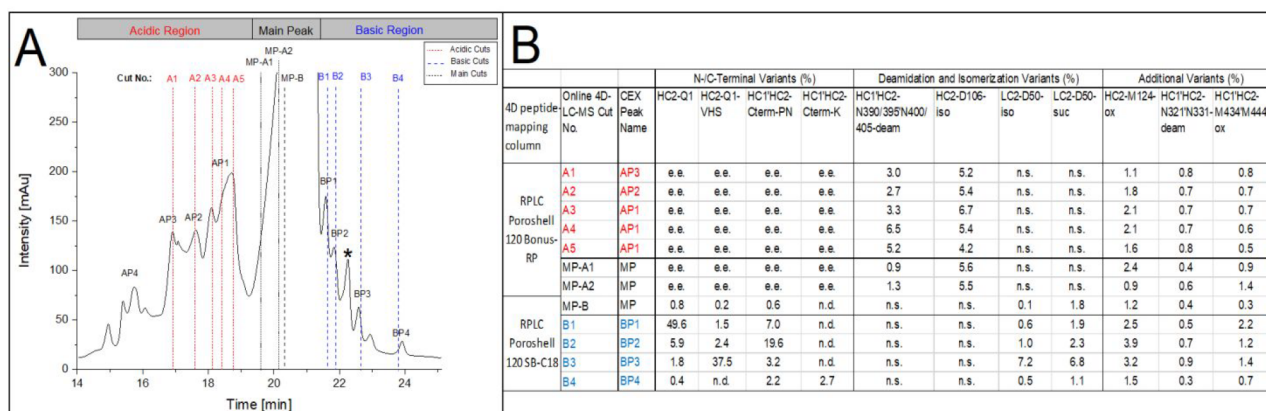 A
Acidic Region Main Peak Basic Region
MP-A2
MP-A1
Acidic Cuts
Basic Cuts
Main Cuts
Cut No.: A1 A2 A3 A4 A5 MP-B B1 B2 B3 B4
300
250
200
150
100
50
0
Intensity [mAu]
AP4
AP3
AP2
AP1
BP1
BP2
*
BP3
BP4
14 16 18 20 22 24
Time [min]
B
N-/C-Terminal Variants (%) Deamidation and Isomerization Variants (%) Additional Variants (%)
4D peptide-mapping column Online 4D-LC-MS Cut No. CEX Peak Name HC2-Q1 HC2-Q1-VHS HC1'HC2-Cterm-PN HC1'HC2-Cterm-K HC1'HC2-N390/395'N400/405-deam HC2-D106-iso LC2-D50-iso LC2-D50-suc HC2-M124-ox HC1'HC2-N321'N331-deam HC1'HC2-M434'M444-ox
RPLC Poroshell 120 Bonus-RP
A1 AP3 e.e. e.e. e.e. e.e. 3.0 5.2 n.s. n.s. 1.1 0.8 0.8
A2 AP2 e.e. e.e. e.e. e.e. 2.7 5.4 n.s. n.s. 1.8 0.7 0.7
A3 AP1 e.e. e.e. e.e. e.e. 3.3 6.7 n.s. n.s. 2.1 0.7 0.7
A4 AP1 e.e. e.e. e.e. e.e. 6.5 5.4 n.s. n.s. 2.1 0.7 0.6
A5 AP1 e.e. e.e. e.e. e.e. 5.2 4.2 n.s. n.s. 1.6 0.8 0.5
MP-A1 MP e.e. e.e. e.e. e.e. 0.9 5.6 n.s. n.s. 2.4 0.4 0.9
MP-A2 MP e.e. e.e. e.e. e.e. 1.3 5.5 n.s. n.s. 0.9 0.6 1.4
RPLC Poroshell 120 SB-C18
MP-B MP 0.8 0.2 0.6 n.d. n.s. n.s. 0.1 1.8 1.2 0.4 0.3
B1 BP1 49.6 1.5 7.0 n.d. n.s. n.s. 0.6 1.9 2.5 0.5 2.2
B2 BP2 5.9 2.4 19.6 n.d. n.s. n.s. 1.0 2.3 3.9 0.7 1.2
B3 BP3 1.8 37.5 3.2 n.d. n.s. n.s. 7.2 6.8 3.2 0.9 1.4
B4 BP4 0.4 n.d. 2.2 2.7 n.s. n.s. 0.5 1.1 1.5 0.3 0.7